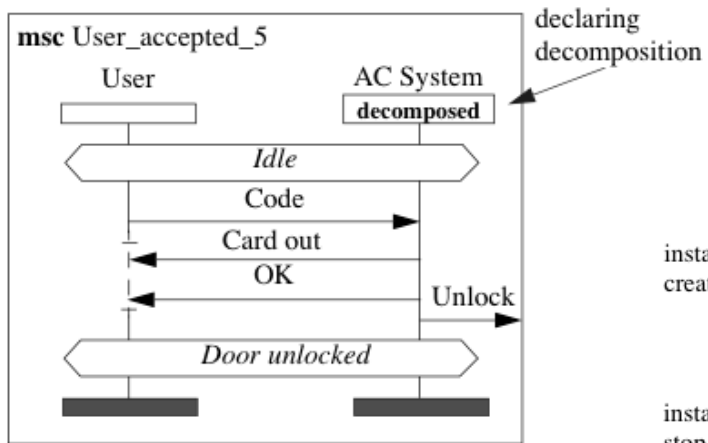 msc User_accepted_5
declaring
decomposition
User
AC System
decomposed
Idle
Code
Card out
OK
Unlock
Door unlocked